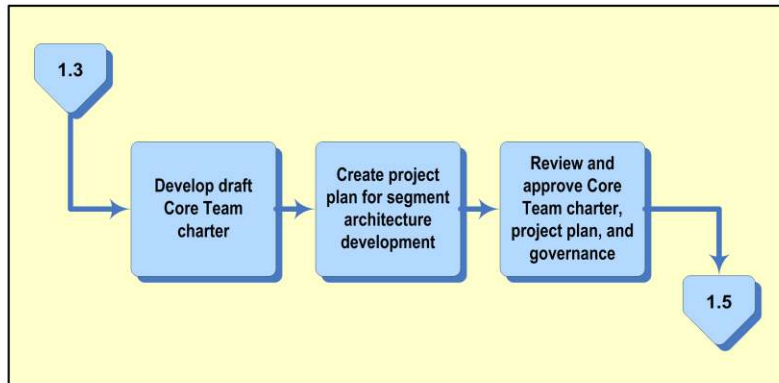 1.3
Develop draft
Core Team
charter
Create project
plan for segment
architecture
development
Review and
approve Core
Team charter,
project plan, and
governance
1.5